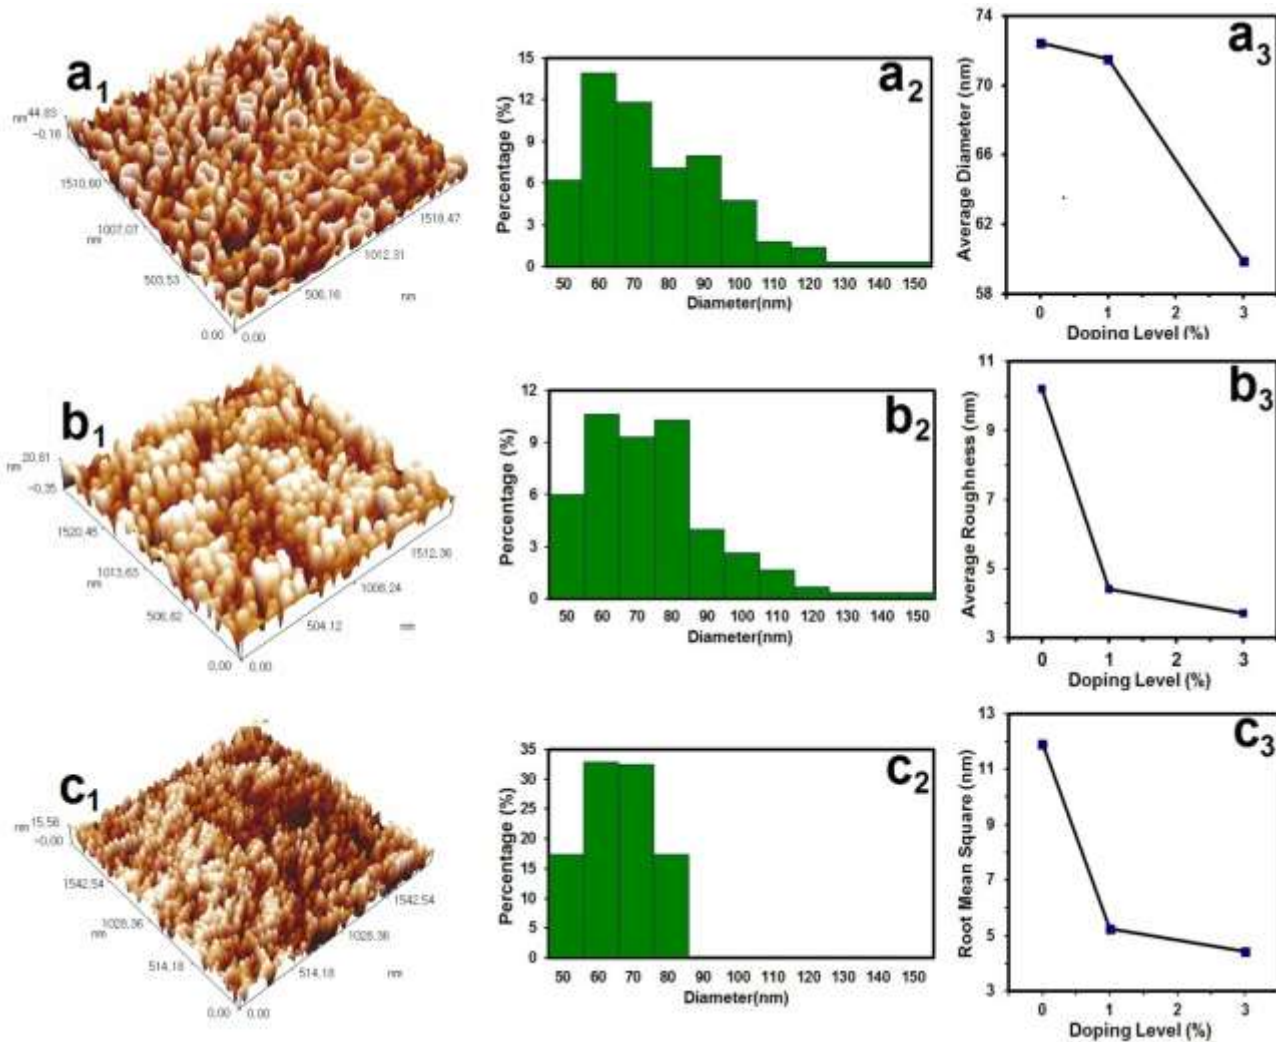 a1
nm 44.83
-0.16
1510.60
1007.07
nm
503.53
0.00
0.00
506.16
nm
1012.31
1518.47
a2
Percentage (%)
15
12
9
6
3
0
50 60 70 80 90 100 110 120 130 140 150
Diameter(nm)
a3
Average Diameter (nm)
74
70
66
62
58
0 1 2 3
Doping Level (%)
b1
nm 20.61
-0.35
1520.45
1013.63
nm
506.82
0.00
0.00
504.12
nm
1008.24
1512.36
b2
Percentage (%)
12
9
6
3
0
50 60 70 80 90 100 110 120 130 140 150
Diameter(nm)
b3
Average Roughness (nm)
11
9
7
5
3
0 1 2 3
Doping Level (%)
c1
nm 15.56
-0.00
1542.54
1028.36
nm
514.18
0.00
0.00
514.18
nm
1028.36
1542.54
c2
Percentage (%)
35
30
25
20
15
10
5
0
50 60 70 80 90 100 110 120 130 140 150
Diameter(nm)
c3
Root Mean Square (nm)
13
11
9
7
5
3
0 1 2 3
Doping Level (%)